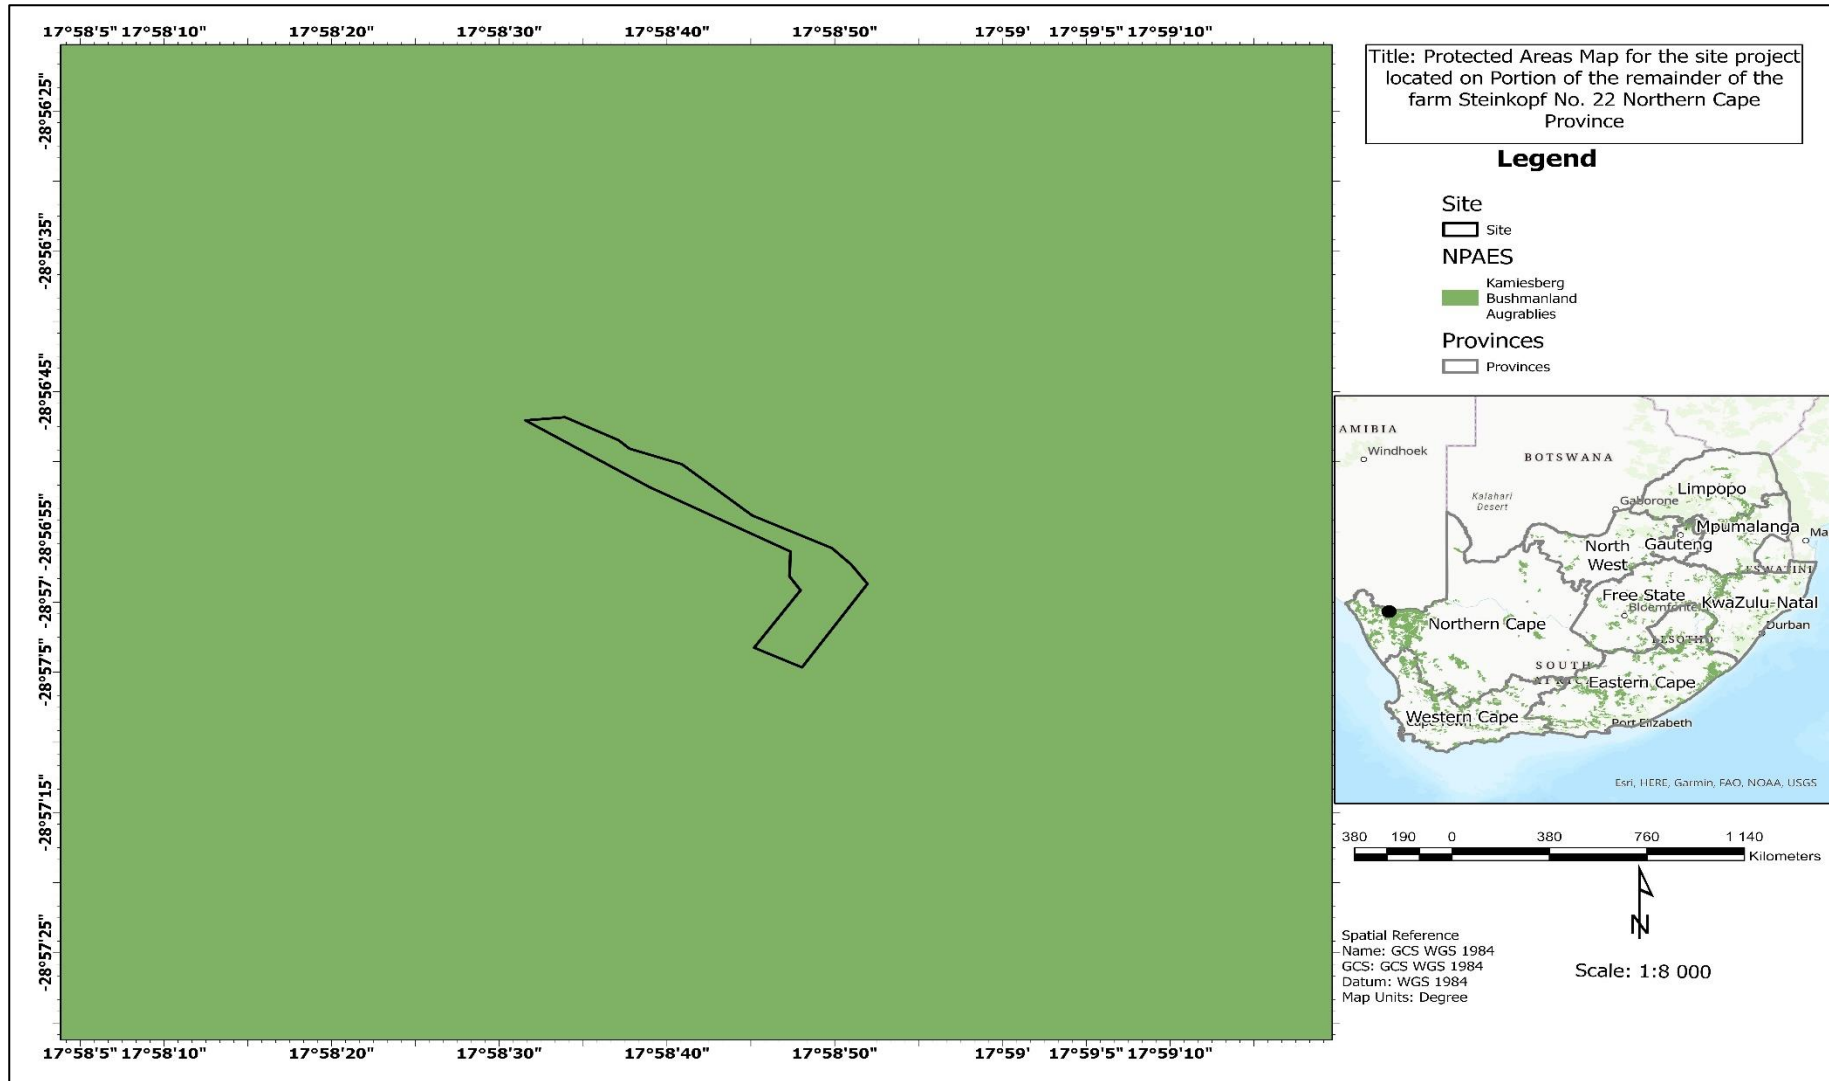 17°58'5" 17°58'10" 17°58'20" 17°58'30" 17°58'40" 17°58'50" 17°59' 17°59'5" 17°59'10"
-28°56'25"
-28°56'35"
-28°56'45"
-28°56'55"
-28°57'
-28°57'5"
-28°57'15"
-28°57'25"
17°58'5" 17°58'10" 17°58'20" 17°58'30" 17°58'40" 17°58'50" 17°59' 17°59'5" 17°59'10"
Title: Protected Areas Map for the site project
located on Portion of the remainder of the
farm Steinkopf No. 22 Northern Cape
Province
Legend
Site
Site
NPAES
Kamiesberg
Bushmanland
Augrablies
Provinces
Provinces
AMIBIA
Windhoek
BOTSWANA
Kalahari
Desert
Gaborone
Limpopo
Mpumalanga
Ma
North
West
Gauteng
ESWATINI
Free State
Bloemfonte
KwaZulu-Natal
Durban
Northern Cape
LESOTHO
SOUTH
AFRICA
Eastern Cape
Western Cape
Cape Town
Port Elizabeth
Esri, HERE, Garmin, FAO, NOAA, USGS
380 190 0 380 760 1 140
Kilometers
N
Spatial Reference
Name: GCS WGS 1984
GCS: GCS WGS 1984
Datum: WGS 1984
Map Units: Degree
Scale: 1:8 000